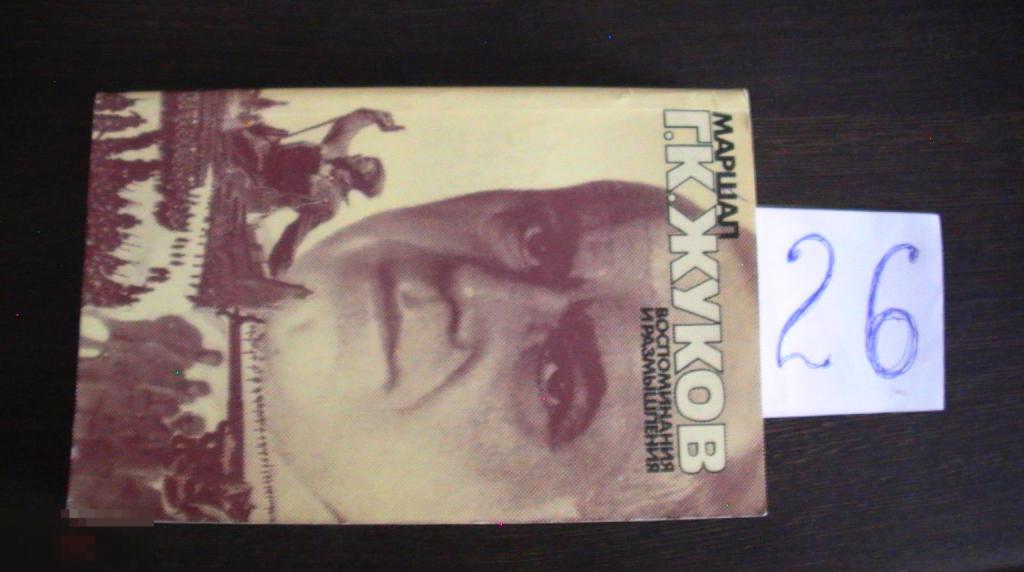 МАРШАЛ
Г.К.ЖУКОВ
ВОСПОМИНАНИЯ
И РАЗМЫШЛЕНИЯ
26